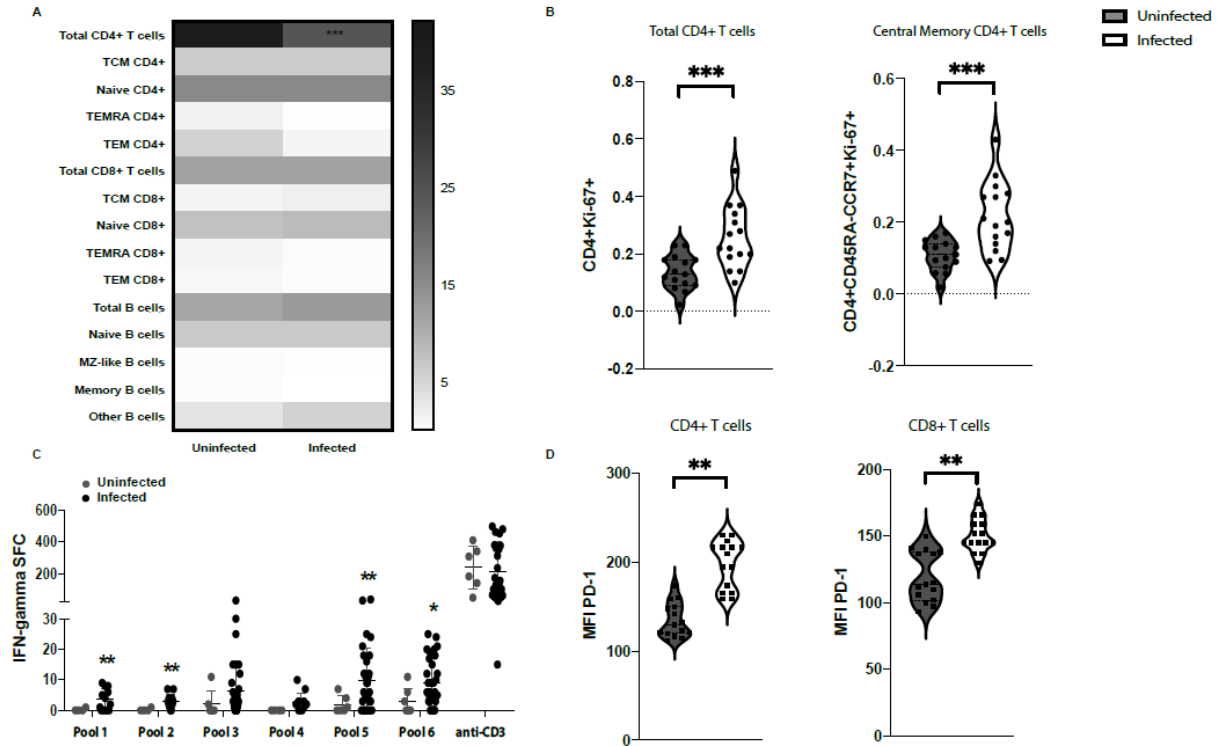 A
Total CD4+ T cells
TCM CD4+
Naive CD4+
TEMRA CD4+
TEM CD4+
Total CD8+ T cells
TCM CD8+
Naive CD8+
TEMRA CD8+
TEM CD8+
Total B cells
Naive B cells
MZ-like B cells
Memory B cells
Other B cells
***
Uninfected Infected
35
25
15
5
B
Uninfected
Infected
Total CD4+ T cells
***
CD4+Ki-67+
0.8
0.6
0.4
0.2
0.0
-0.2
Central Memory CD4+ T cells
***
CD4+CD45RA-CCR7+Ki-67+
0.6
0.4
0.2
0.0
-0.2
C
Uninfected
Infected
IFN-gamma SFC
600
400
200
30
20
10
0
** ** ** *
Pool 1 Pool 2 Pool 3 Pool 4 Pool 5 Pool 6 anti-CD3
D
CD4+ T cells
**
MFI PD-1
300
200
100
0
CD8+ T cells
**
MFI PD-1
200
150
100
50
0